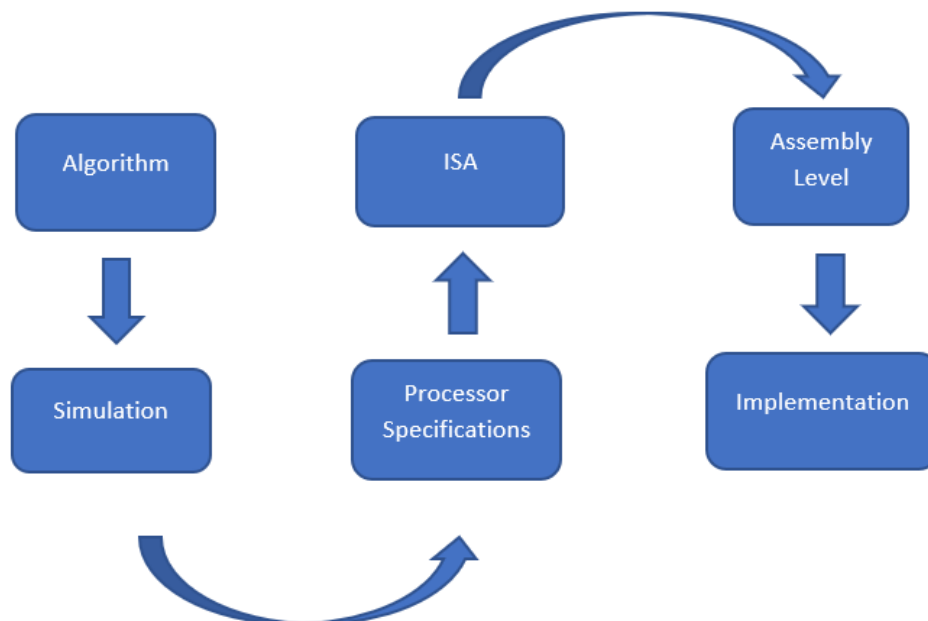 Algorithm
Simulation
Processor
Specifications
ISA
Assembly
Level
Implementation